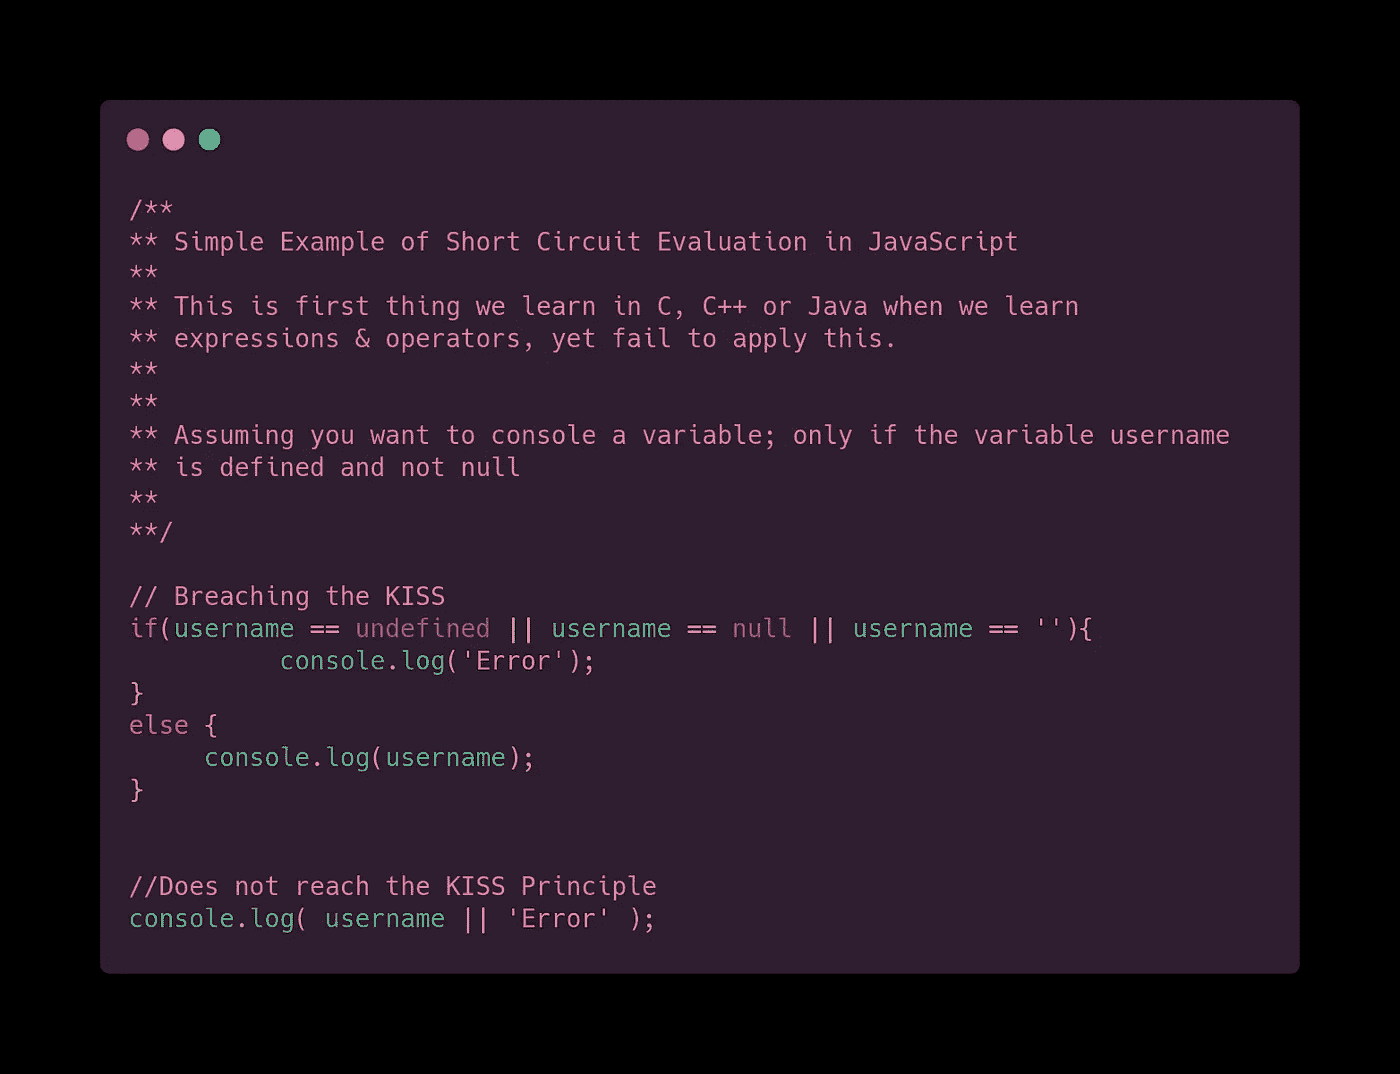 /**
** Simple Example of Short Circuit Evaluation in JavaScript
**
** This is first thing we learn in C, C++ or Java when we learn
** expressions & operators, yet fail to apply this.
**
**
** Assuming you want to console a variable; only if the variable username
** is defined and not null
**
**/
// Breaching the KISS
if(username == undefined || username == null || username == ''){
console.log('Error');
}
else {
console.log(username);
}
//Does not reach the KISS Principle
console.log( username || 'Error' );